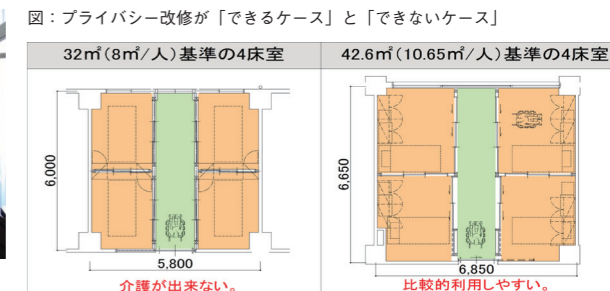 図：プライバシー改修が「できるケース」と「できないケース」
32㎡(8㎡/人)基準の4床室
42.6㎡(10.65㎡/人)基準の4床室
6,000
5,800
介護が出来ない。
6,650
6,850
比較的利用しやすい。